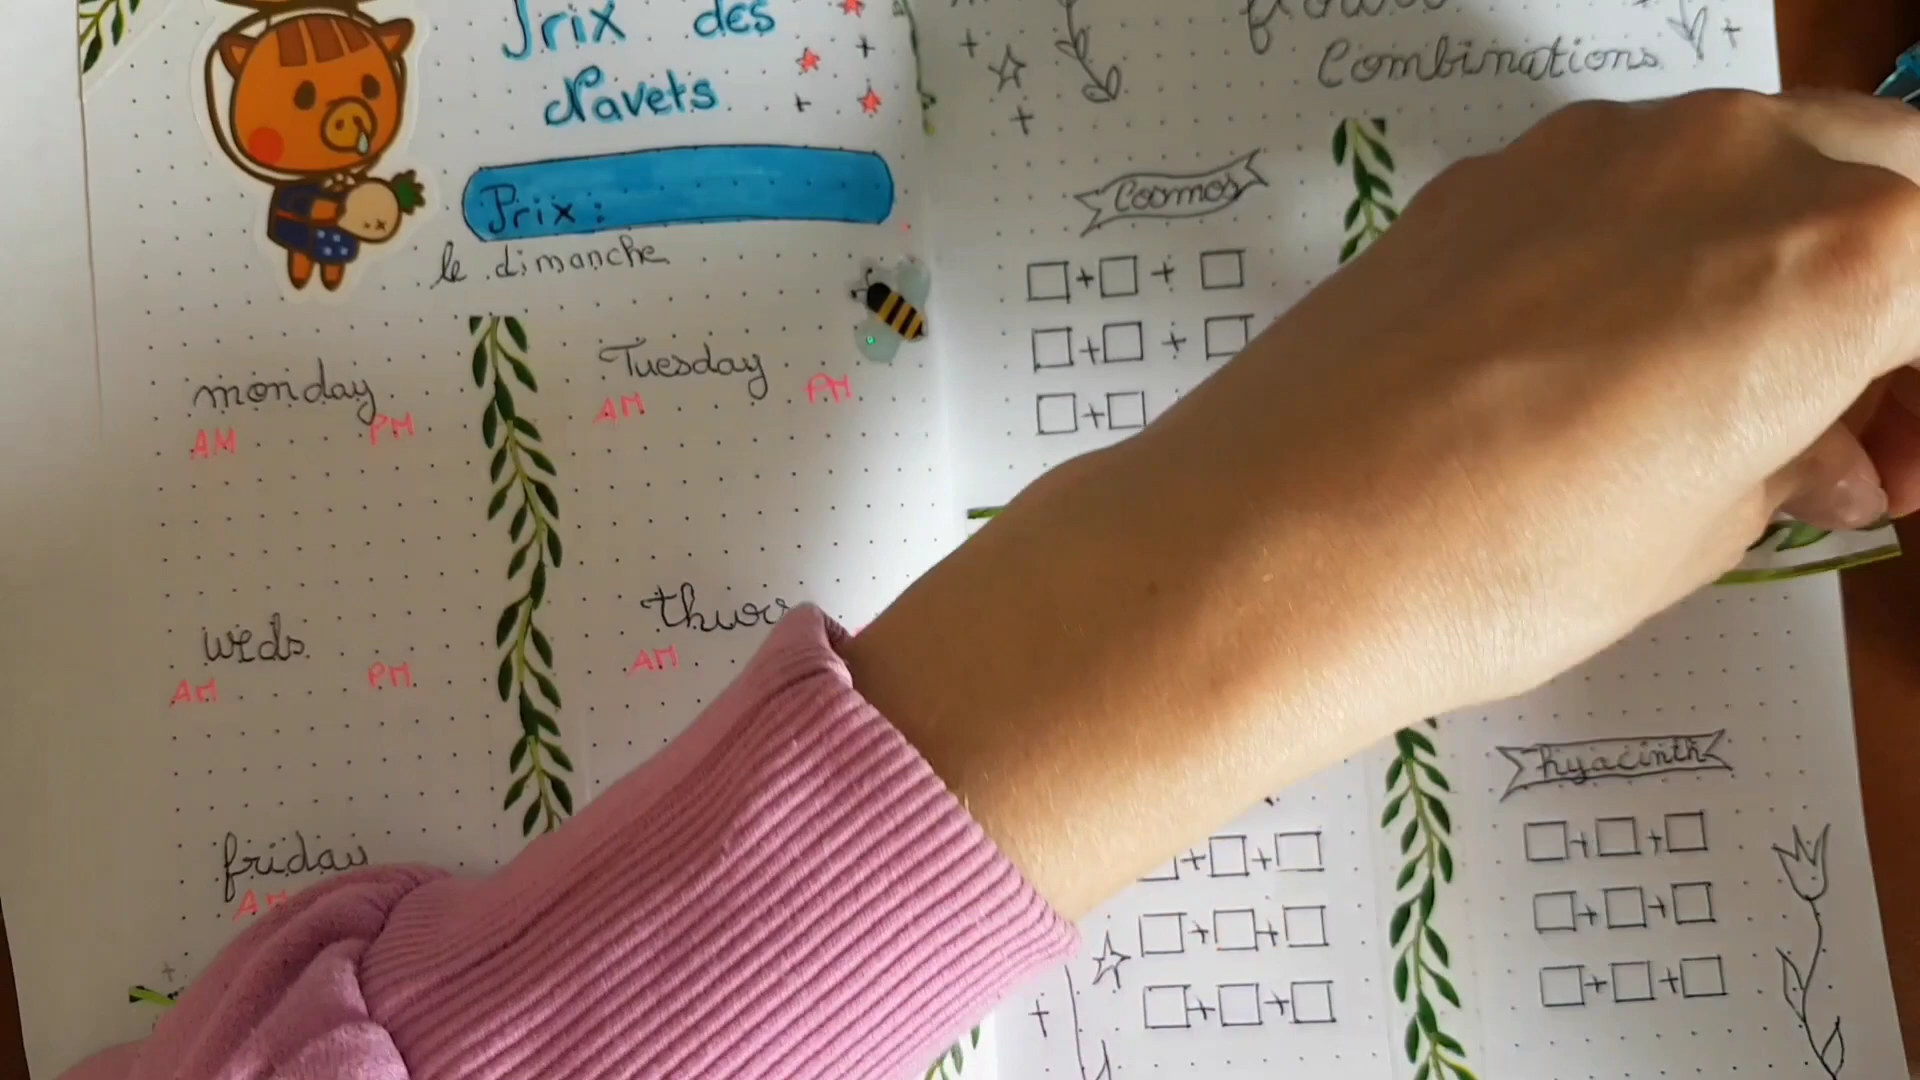 Prix des
Navets
Prix :
le dimanche
monday
AM PM
Tuesday
AM PM
weds
AM PM
AM
friday
Combinations
Cosmos
+ +
+ +
+
hyacinth
+ +
+ +
+ +
+ +
+ +
+ +